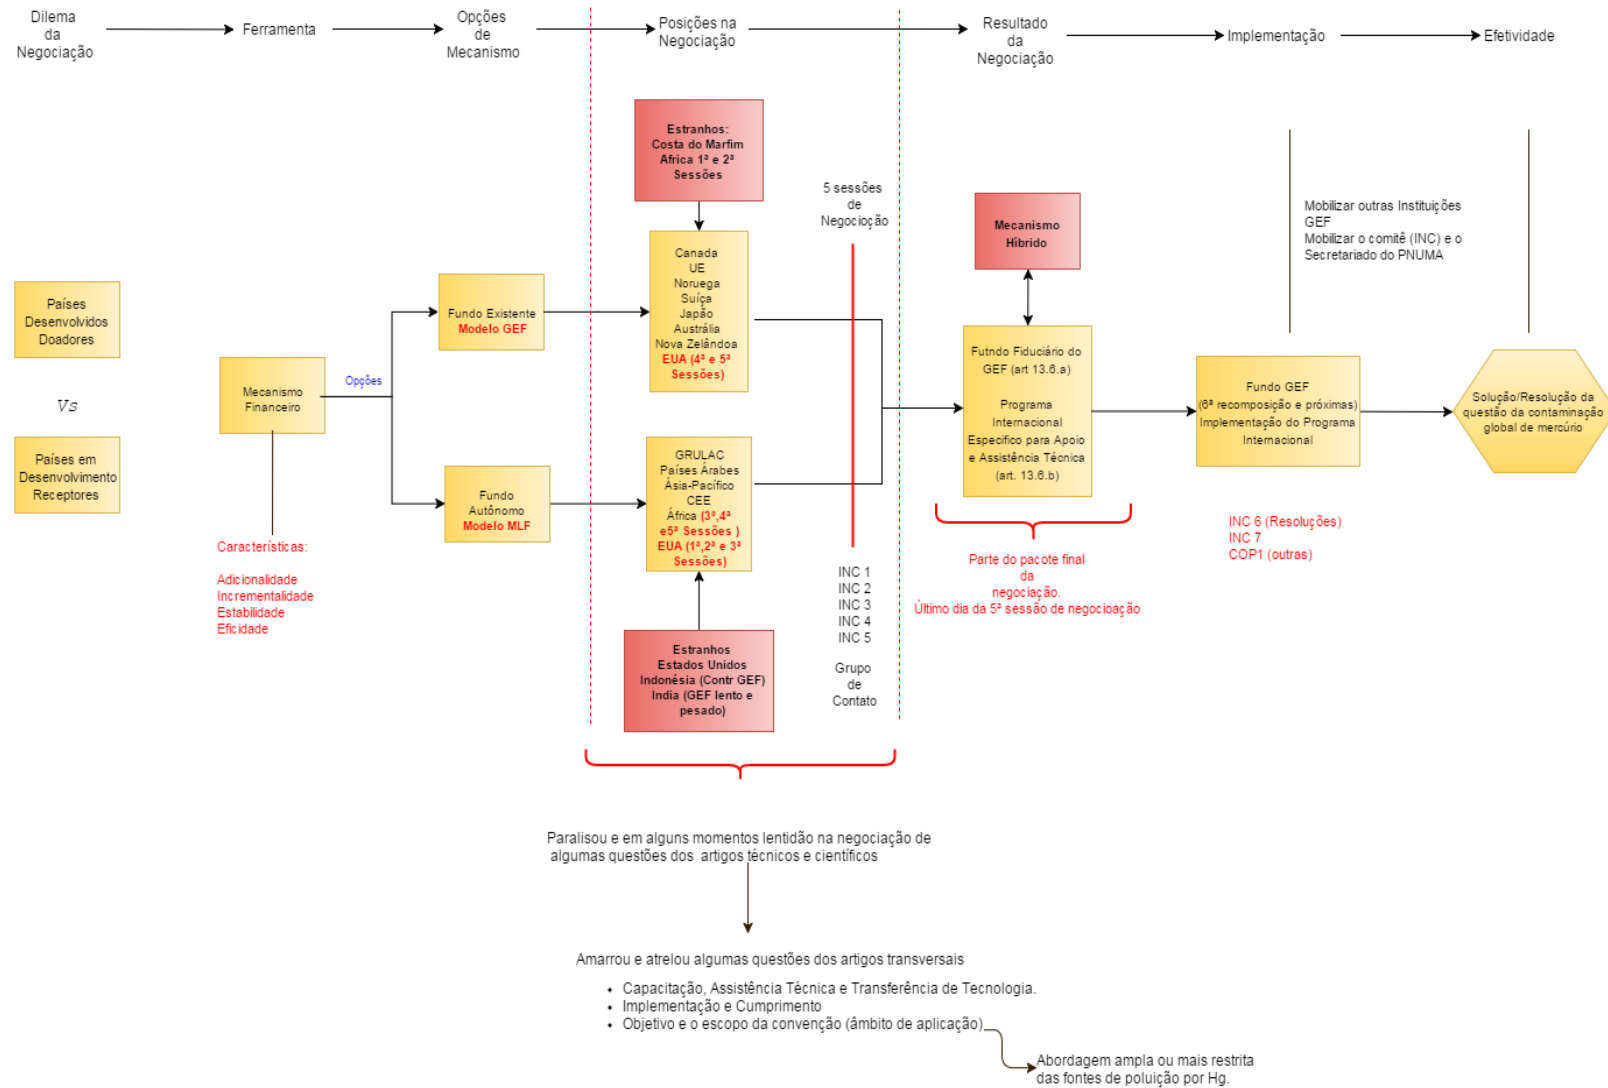 Dilema
da
Negociação
Ferramenta
Opções
de
Mecanismo
Posições na
Negociação
Resultado
da
Negociação
Implementação
Efetividade
Países
Desenvolvidos
Doadores
Vs
Países em
Desenvolvimento
Receptores
Mecanismo
Financeiro
Opções
Características:
Adicionalidade
Incrementalidade
Estabilidade
Eficidade
Fundo Existente
Modelo GEF
Fundo
Autônomo
Modelo MLF
Estranhos:
Costa do Marfim
Africa 1ª e 2ª
Sessões
Canada
UE
Noruega
Suíça
Japão
Austrália
Nova Zelândoa
EUA (4ª e 5ª
Sessões)
GRULAC
Países Árabes
Ásia-Pacífico
CEE
África (3ª,4ª
e5ª Sessões )
EUA (1ª,2ª e 3ª
Sessões)
Estranhos
Estados Unidos
Indonésia (Contr GEF)
India (GEF lento e
pesado)
5 sessões
de
Negocioção
INC 1
INC 2
INC 3
INC 4
INC 5
Grupo
de
Contato
Mecanismo
Híbrido
Futndo Fiduciário do
GEF (art 13.6.a)
Programa
Internacional
Especifico para Apoio
e Assistência Técnica
(art. 13.6.b)
Parte do pacote final
da
negociação.
Último dia da 5ª sessão de negocioação
Mobilizar outras Instituições
GEF
Mobilizar o comitê (INC) e o
Secretariado do PNUMA
Fundo GEF
(6ª recomposição e próximas)
Implementação do Programa
Internacional
INC 6 (Resoluções)
INC 7
COP1 (outras)
Solução/Resolução da
questão da contaminação
global de mercúrio
Paralisou e em alguns momentos lentidão na negociação de
algumas questões dos artigos técnicos e científicos
Amarrou e atrelou algumas questões dos artigos transversais
• Capacitação, Assistência Técnica e Transferência de Tecnologia.
• Implementação e Cumprimento
• Objetivo e o escopo da convenção (âmbito de aplicação)
Abordagem ampla ou mais restrita
das fontes de poluição por Hg.